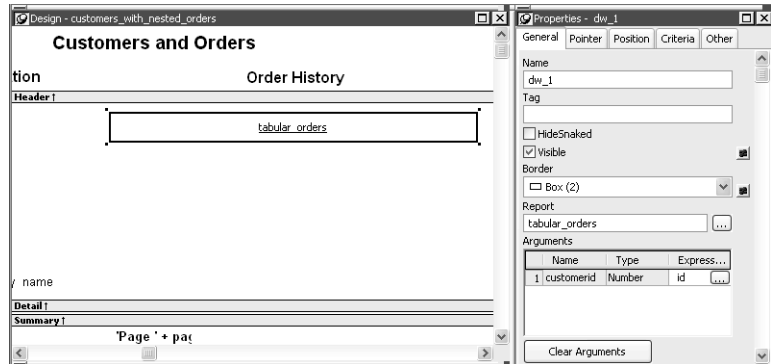 Design - customers_with_nested_orders
Customers and Orders
tion
Order History
Header ↑
tabular_orders
y name
Detail ↑
Summary ↑
'Page ' + pag
Properties - dw_1
General Pointer Position Criteria Other
Name
dw_1
Tag
HideSnaked
Visible
Border
Box (2)
Report
tabular_orders
...
Arguments
Name Type Express...
1 customerid Number id ...
Clear Arguments